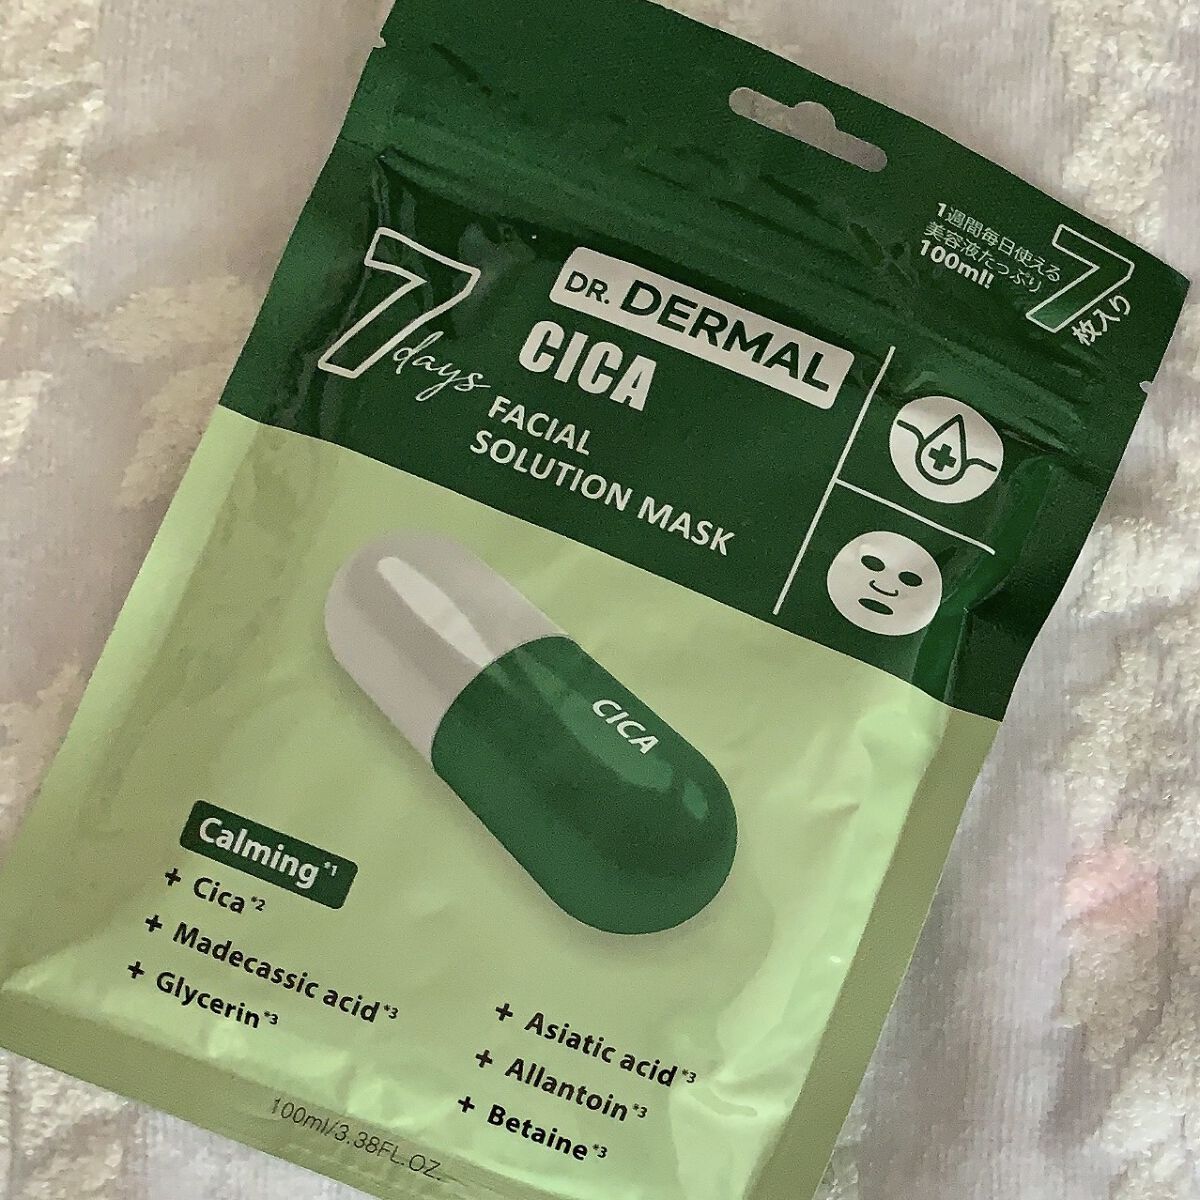 1週間毎日使える
美容液たっぷり
100ml!
7枚入り
7days
DR. DERMAL
CICA
FACIAL
SOLUTION MASK
CICA
Calming*1
+ Cica*2
+ Madecassic acid*3
+ Glycerin*3
+ Asiatic acid*3
+ Allantoin*3
+ Betaine*3
100ml/3.38FL.OZ.